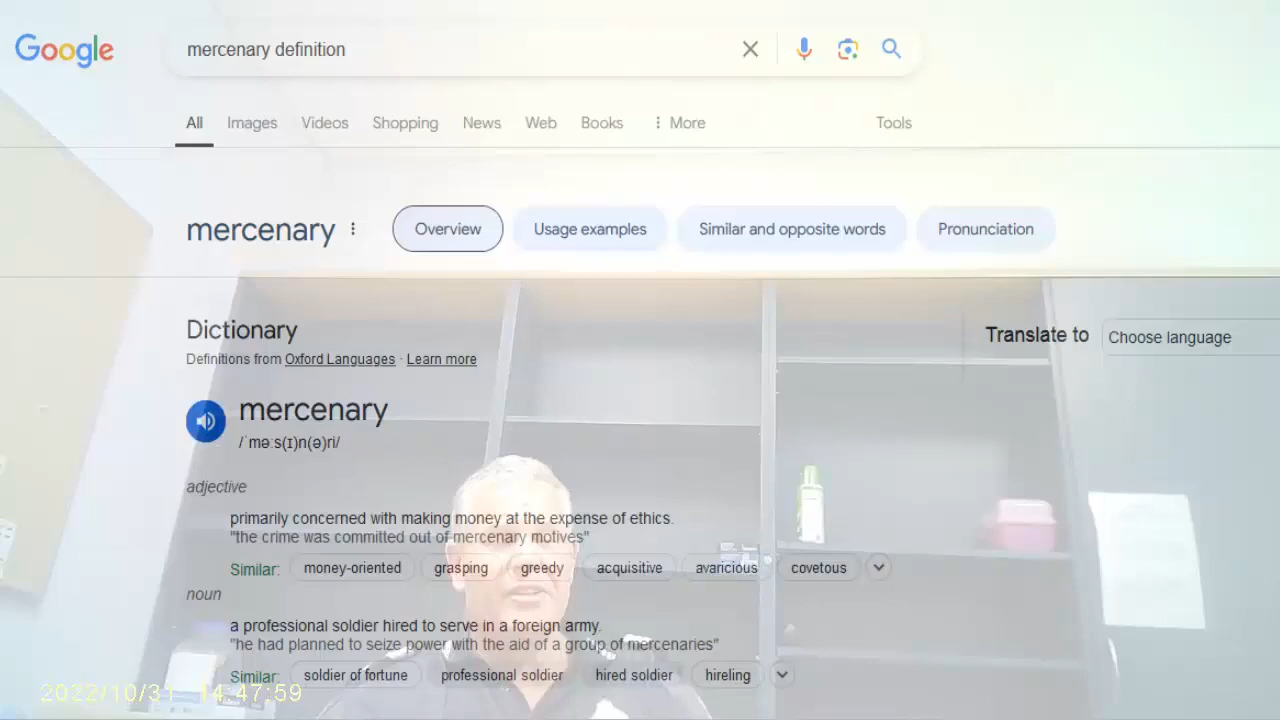 Google
mercenary definition
All Images Videos Shopping News Web Books More Tools
mercenary Overview Usage examples Similar and opposite words Pronunciation
Dictionary
Translate to Choose language
Definitions from Oxford Languages · Learn more
mercenary
/ˈməːs(ɪ)n(ə)ri/
adjective
primarily concerned with making money at the expense of ethics.
"the crime was committed out of mercenary motives"
Similar: money-oriented grasping greedy acquisitive avaricious covetous
noun
a professional soldier hired to serve in a foreign army.
"he had planned to seize power with the aid of a group of mercenaries"
Similar: soldier of fortune professional soldier hired soldier hireling
2022/10/31 14:47:59